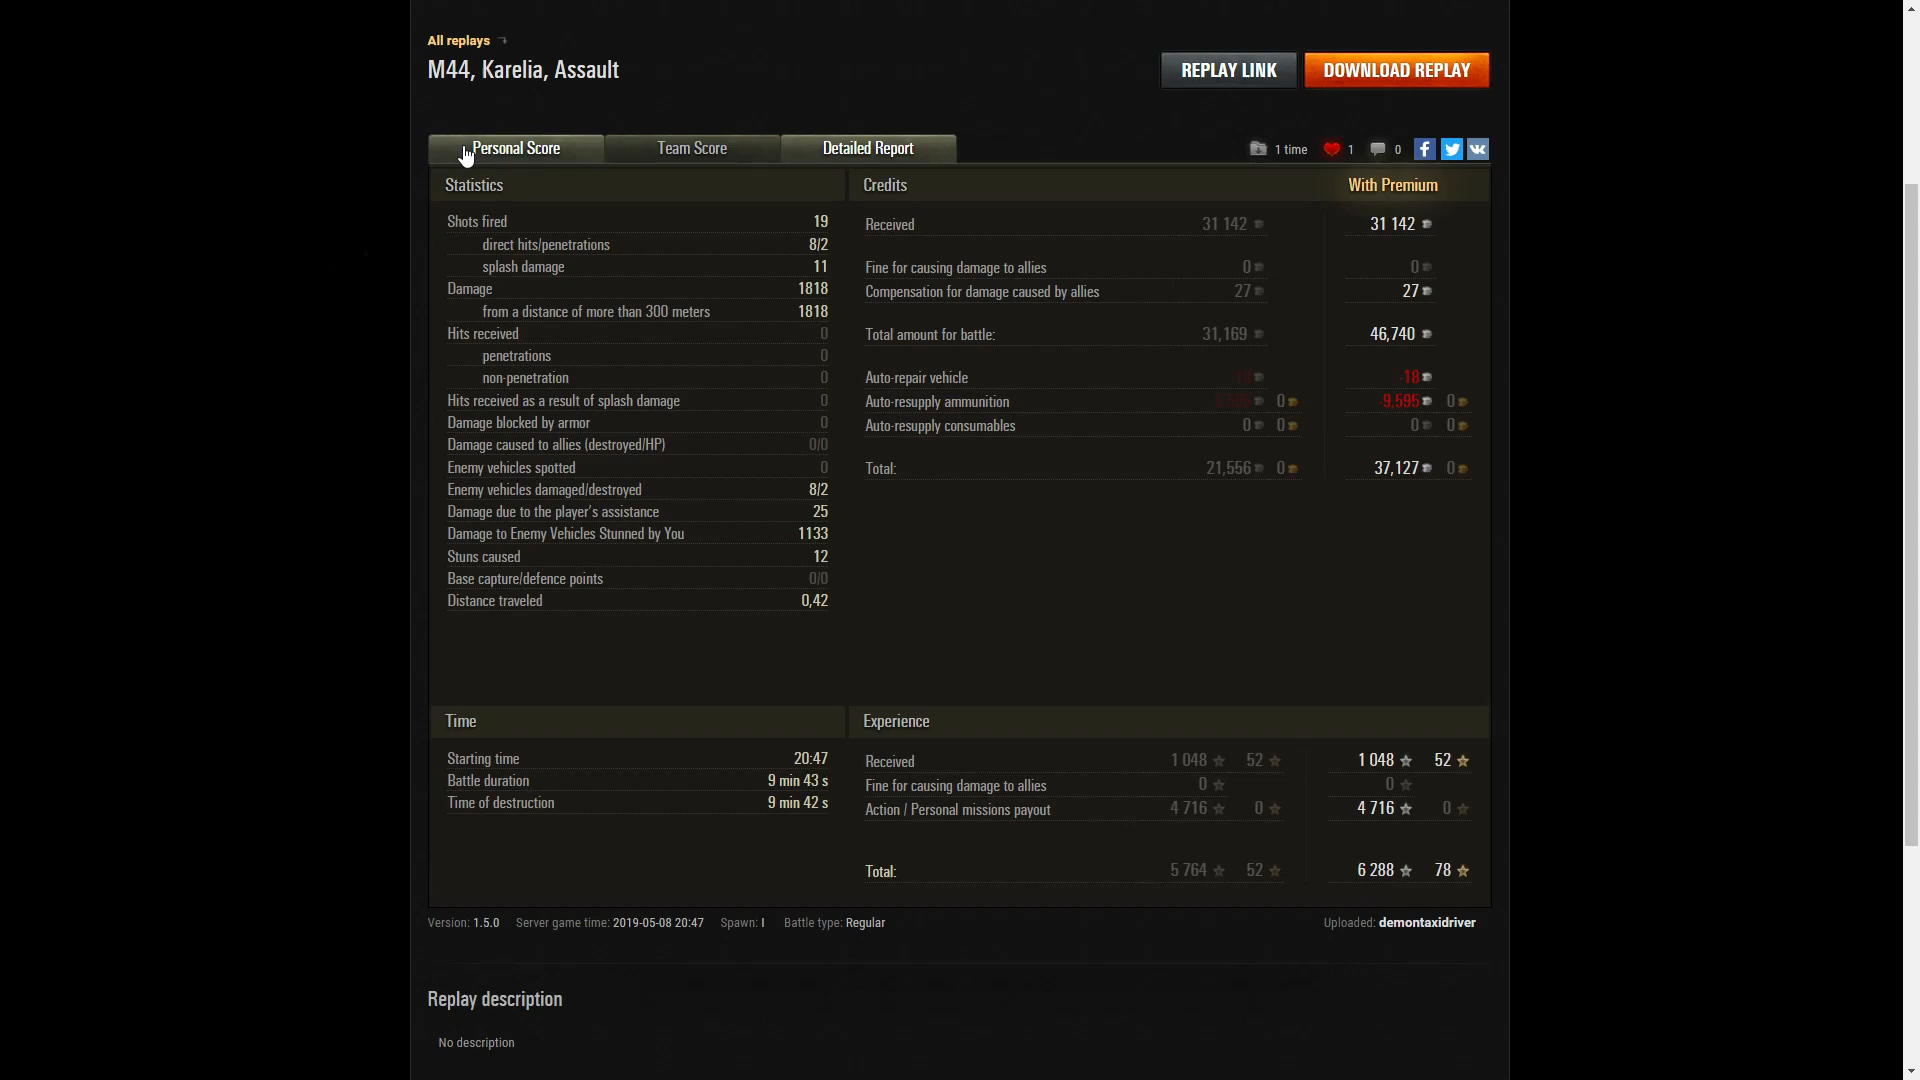 All replays
M44, Karelia, Assault
REPLAY LINK
DOWNLOAD REPLAY
Personal Score
Team Score
Detailed Report
1 time
1
0
Statistics
Shots fired 19
direct hits/penetrations 8/2
splash damage 11
Damage 1818
from a distance of more than 300 meters 1818
Hits received 0
penetrations 0
non-penetration 0
Hits received as a result of splash damage 0
Damage blocked by armor 0
Damage caused to allies (destroyed/HP) 0/0
Enemy vehicles spotted 0
Enemy vehicles damaged/destroyed 8/2
Damage due to the player's assistance 25
Damage to Enemy Vehicles Stunned by You 1133
Stuns caused 12
Base capture/defence points 0/0
Distance traveled 0,42
Credits With Premium
Received 31 142 31 142
Fine for causing damage to allies 0 0
Compensation for damage caused by allies 27 27
Total amount for battle: 31,169 46,740
Auto-repair vehicle -18
Auto-resupply ammunition 0 -9,595 0
Auto-resupply consumables 0 0 0 0
Total: 21,556 0 37,127 0
Time
Starting time 20:47
Battle duration 9 min 43 s
Time of destruction 9 min 42 s
Experience
Received 1 048 52 1 048 52
Fine for causing damage to allies 0 0
Action / Personal missions payout 4 716 0 4 716 0
Total: 5 764 52 6 288 78
Version: 1.5.0 Server game time: 2019-05-08 20:47 Spawn: I Battle type: Regular Uploaded: demontaxidriver
Replay description
No description